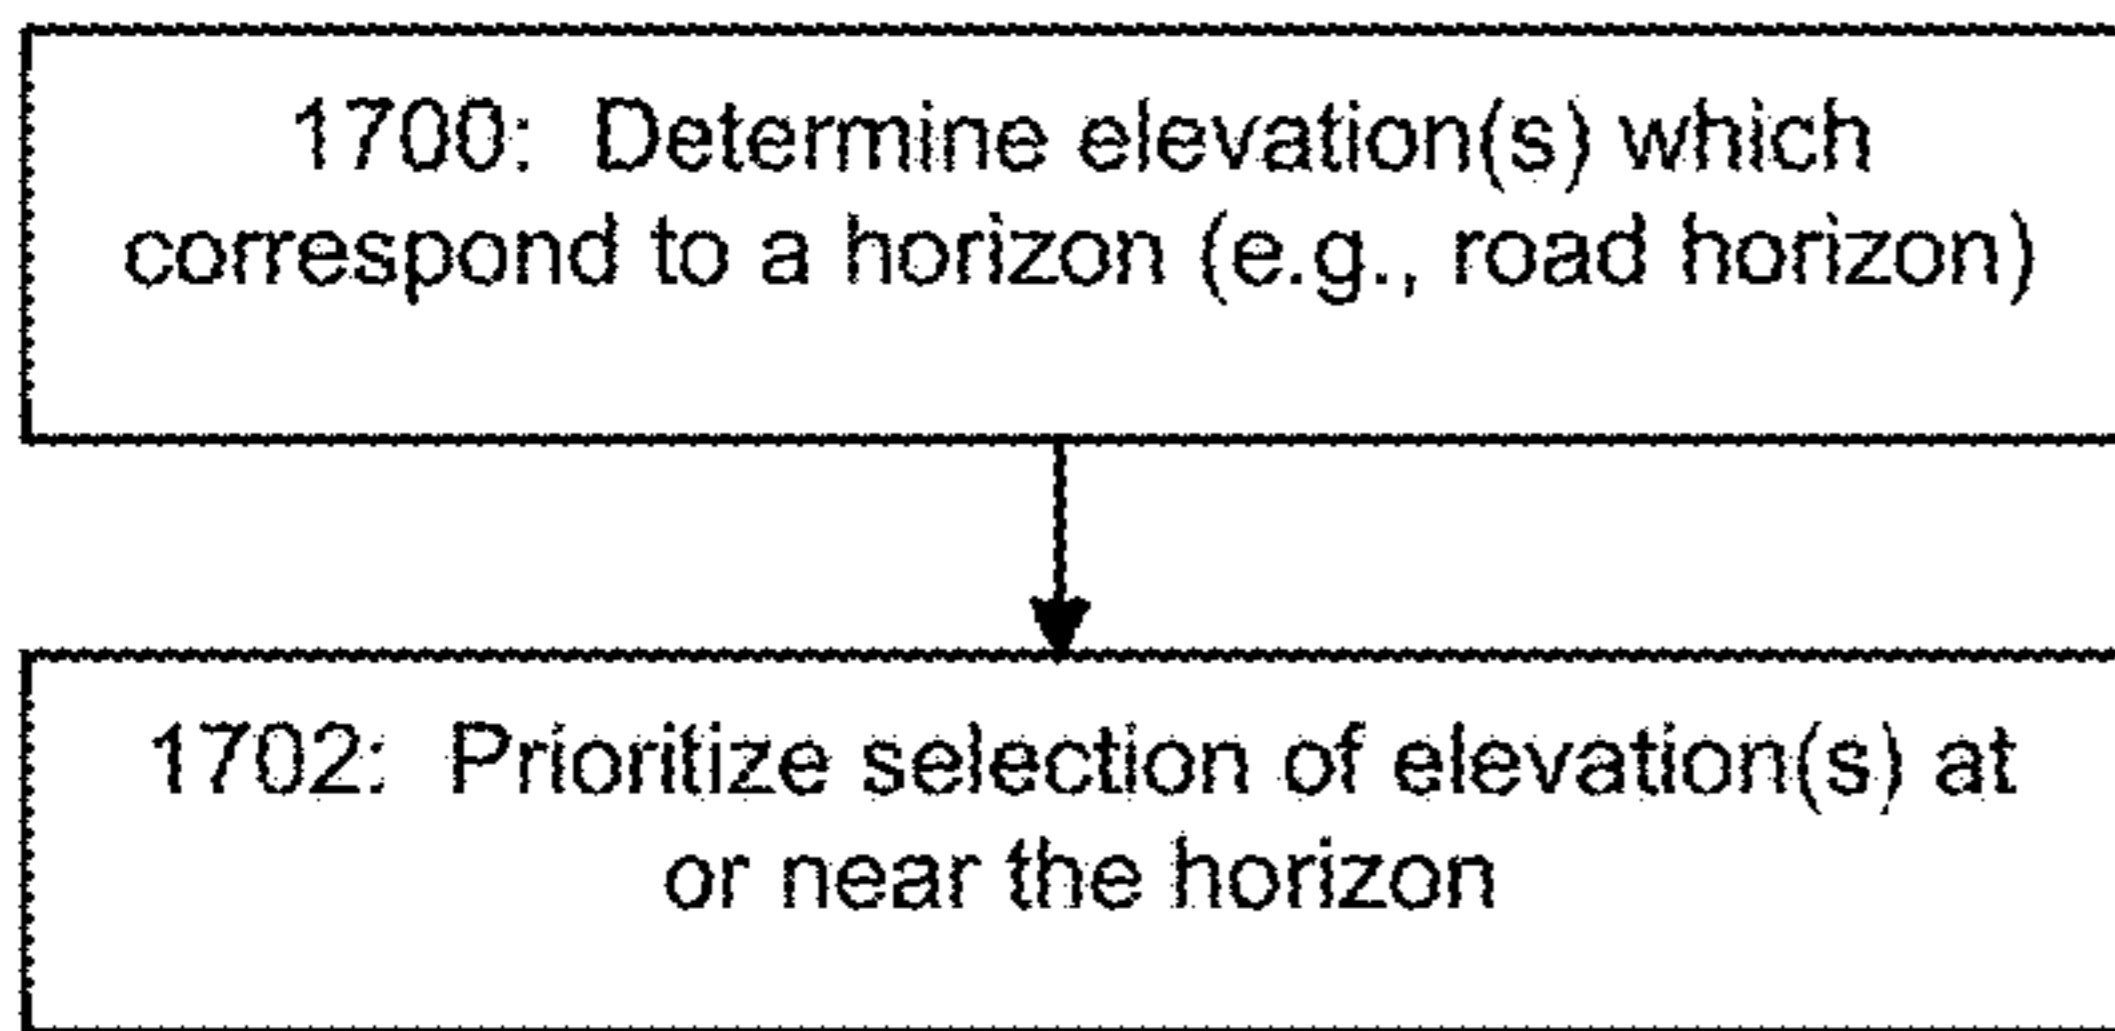 1700: Determine elevation(s) which
correspond to a horizon (e.g., road horizon)
1702: Prioritize selection of elevation(s) at
or near the horizon